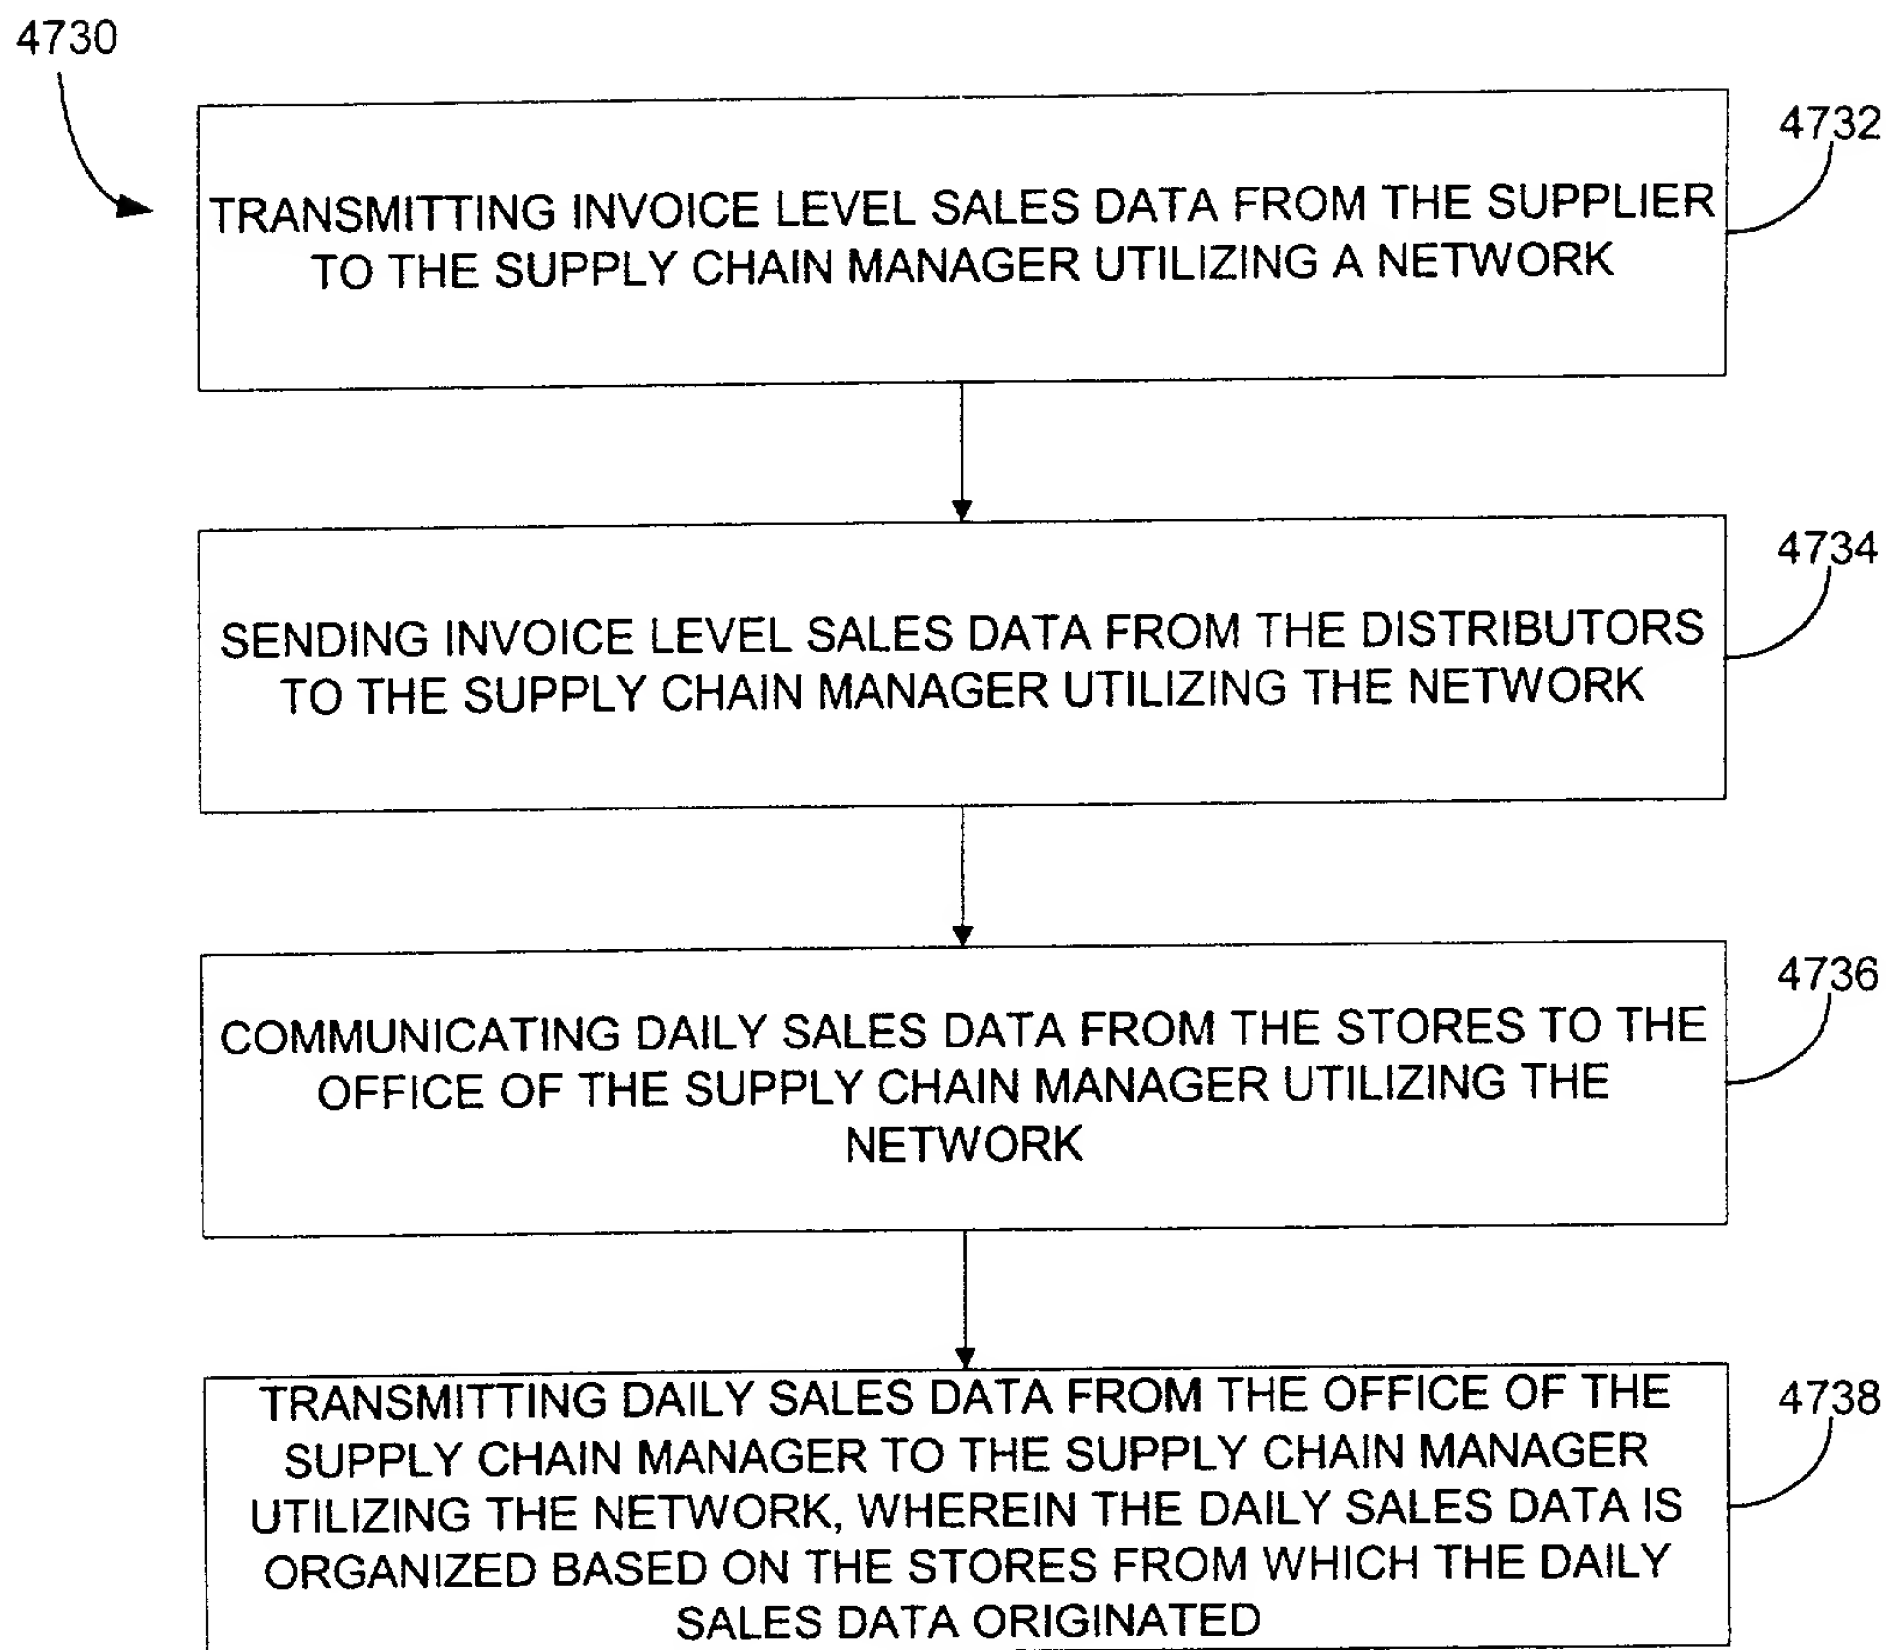 4730
4732
TRANSMITTING INVOICE LEVEL SALES DATA FROM THE SUPPLIER
TO THE SUPPLY CHAIN MANAGER UTILIZING A NETWORK
4734
SENDING INVOICE LEVEL SALES DATA FROM THE DISTRIBUTORS
TO THE SUPPLY CHAIN MANAGER UTILIZING THE NETWORK
4736
COMMUNICATING DAILY SALES DATA FROM THE STORES TO THE
OFFICE OF THE SUPPLY CHAIN MANAGER UTILIZING THE
NETWORK
4738
TRANSMITTING DAILY SALES DATA FROM THE OFFICE OF THE
SUPPLY CHAIN MANAGER TO THE SUPPLY CHAIN MANAGER
UTILIZING THE NETWORK, WHEREIN THE DAILY SALES DATA IS
ORGANIZED BASED ON THE STORES FROM WHICH THE DAILY
SALES DATA ORIGINATED